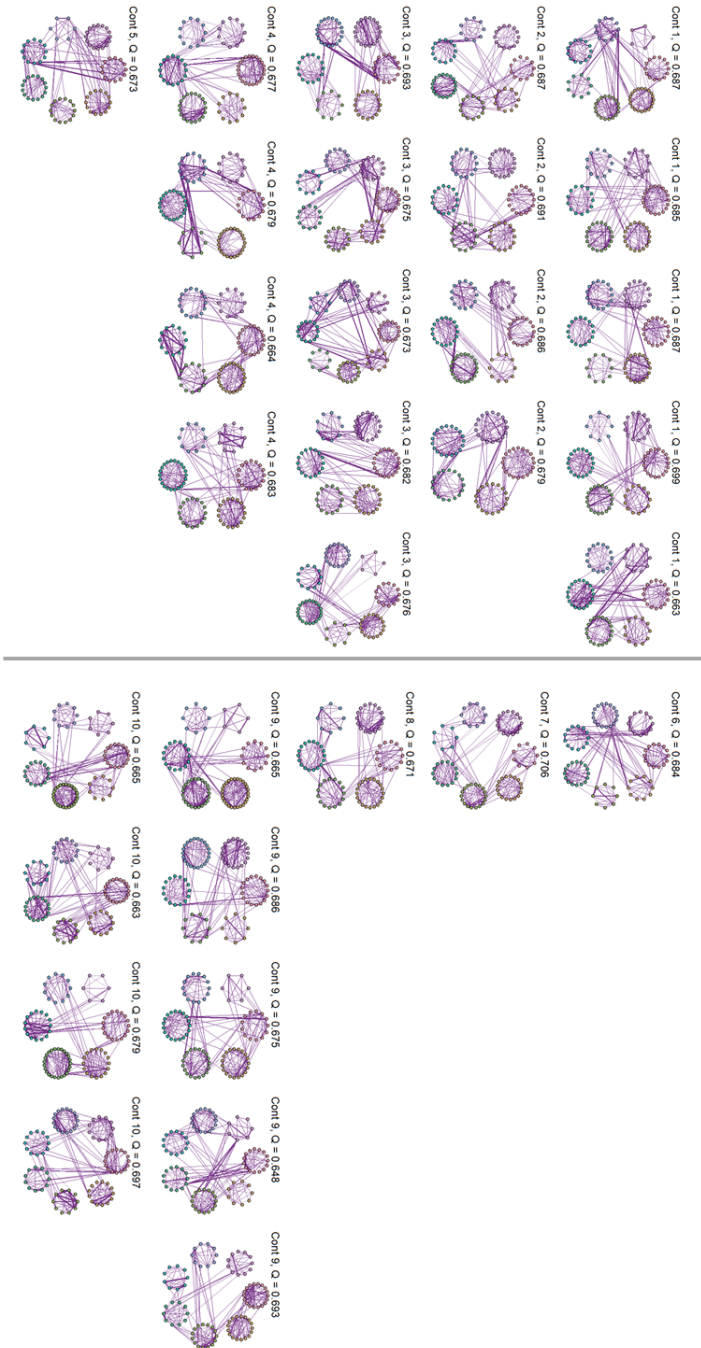 Cont 1, Q = 0.687
Cont 1, Q = 0.685
Cont 1, Q = 0.687
Cont 1, Q = 0.699
Cont 1, Q = 0.663
Cont 2, Q = 0.687
Cont 2, Q = 0.691
Cont 2, Q = 0.686
Cont 2, Q = 0.679
Cont 3, Q = 0.693
Cont 3, Q = 0.675
Cont 3, Q = 0.673
Cont 3, Q = 0.682
Cont 3, Q = 0.676
Cont 4, Q = 0.677
Cont 4, Q = 0.679
Cont 4, Q = 0.664
Cont 4, Q = 0.683
Cont 5, Q = 0.673
Cont 6, Q = 0.684
Cont 7, Q = 0.706
Cont 8, Q = 0.671
Cont 9, Q = 0.665
Cont 9, Q = 0.686
Cont 9, Q = 0.675
Cont 9, Q = 0.648
Cont 9, Q = 0.693
Cont 10, Q = 0.665
Cont 10, Q = 0.663
Cont 10, Q = 0.679
Cont 10, Q = 0.697